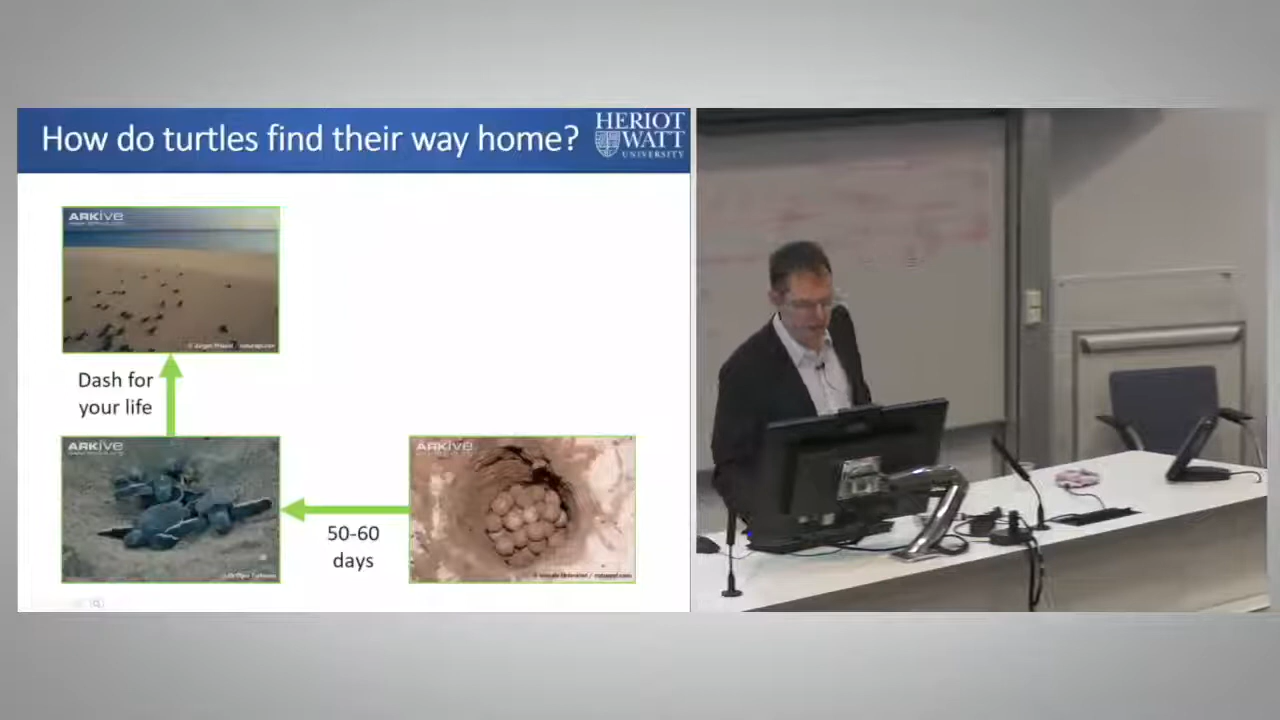 How do turtles find their way home?
HERIOT
WATT
UNIVERSITY
ARKive
Dash for
your life
ARKive
ARKive
50-60
days